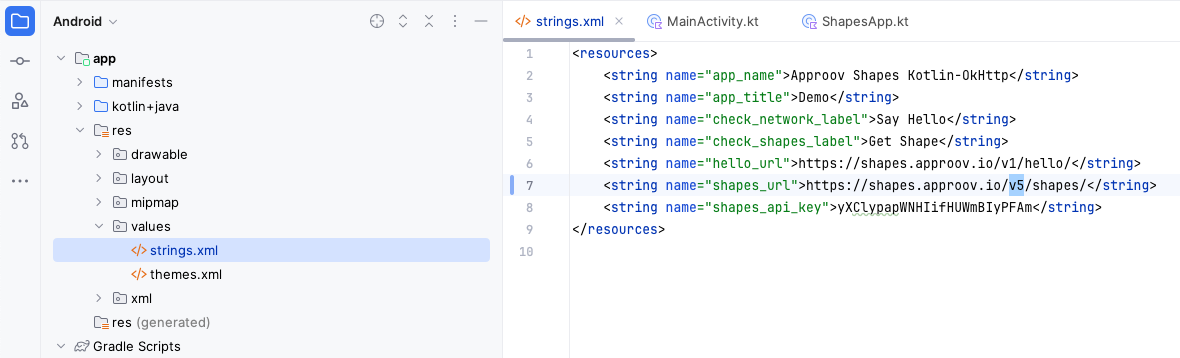 Android
app
manifests
kotlin+java
res
drawable
layout
mipmap
values
strings.xml
themes.xml
xml
res (generated)
Gradle Scripts
strings.xml MainActivity.kt ShapesApp.kt
1 <resources>
2 <string name="app_name">Approov Shapes Kotlin-OkHttp</string>
3 <string name="app_title">Demo</string>
4 <string name="check_network_label">Say Hello</string>
5 <string name="check_shapes_label">Get Shape</string>
6 <string name="hello_url">https://shapes.approov.io/v1/hello/</string>
7 <string name="shapes_url">https://shapes.approov.io/v5/shapes/</string>
8 <string name="shapes_api_key">yXClypapWNHIifHUWmBIyPFAm</string>
9 </resources>
10